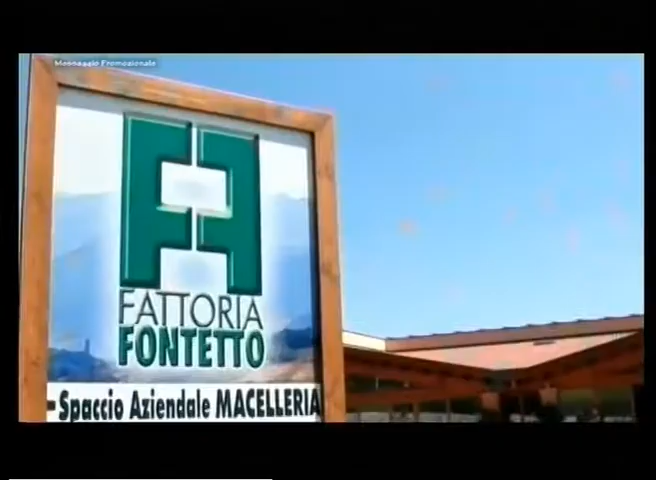 Messaggio Promozionale
FATTORIA
FONTETTO
Spaccio Aziendale MACELLERIA